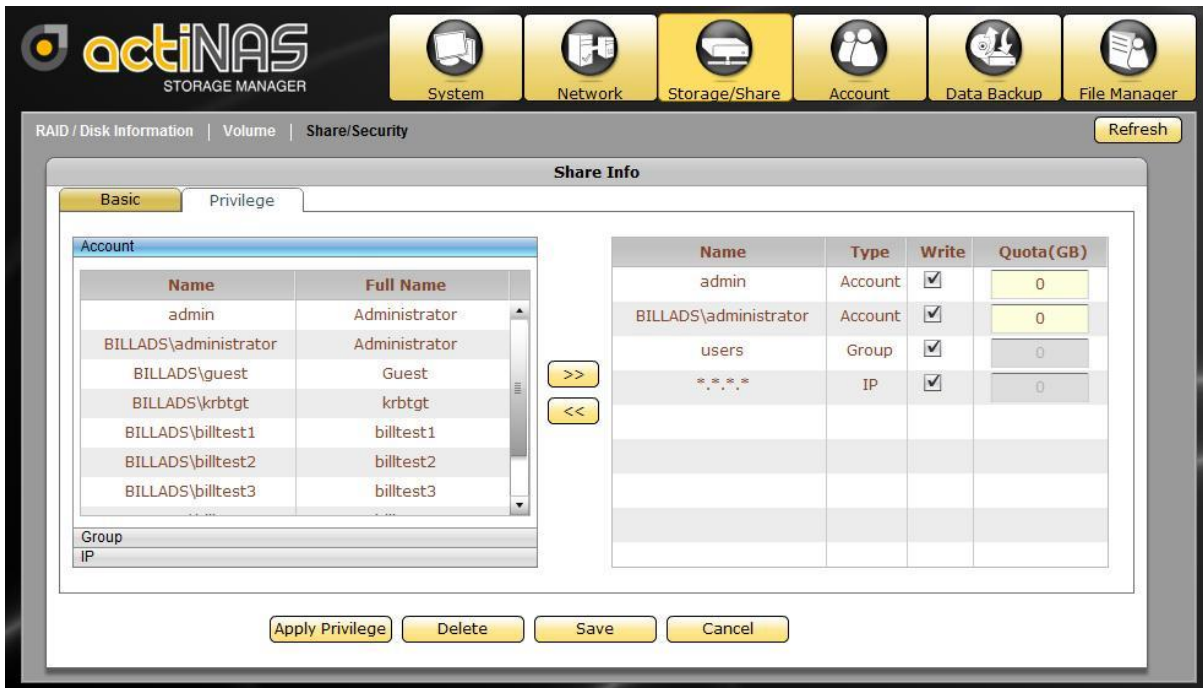 actiNAS
STORAGE MANAGER
System
Network
Storage/Share
Account
Data Backup
File Manager
RAID / Disk Information | Volume | Share/Security
Refresh
Share Info
Basic
Privilege
Account
Name Full Name
admin Administrator
BILLADS\administrator Administrator
BILLADS\guest Guest
BILLADS\krbtgt krbtgt
BILLADS\billtest1 billtest1
BILLADS\billtest2 billtest2
BILLADS\billtest3 billtest3
Group
IP
>>
<<
Name Type Write Quota(GB)
admin Account 0
BILLADS\administrator Account 0
users Group 0
*.*.*.* IP 0
Apply Privilege
Delete
Save
Cancel